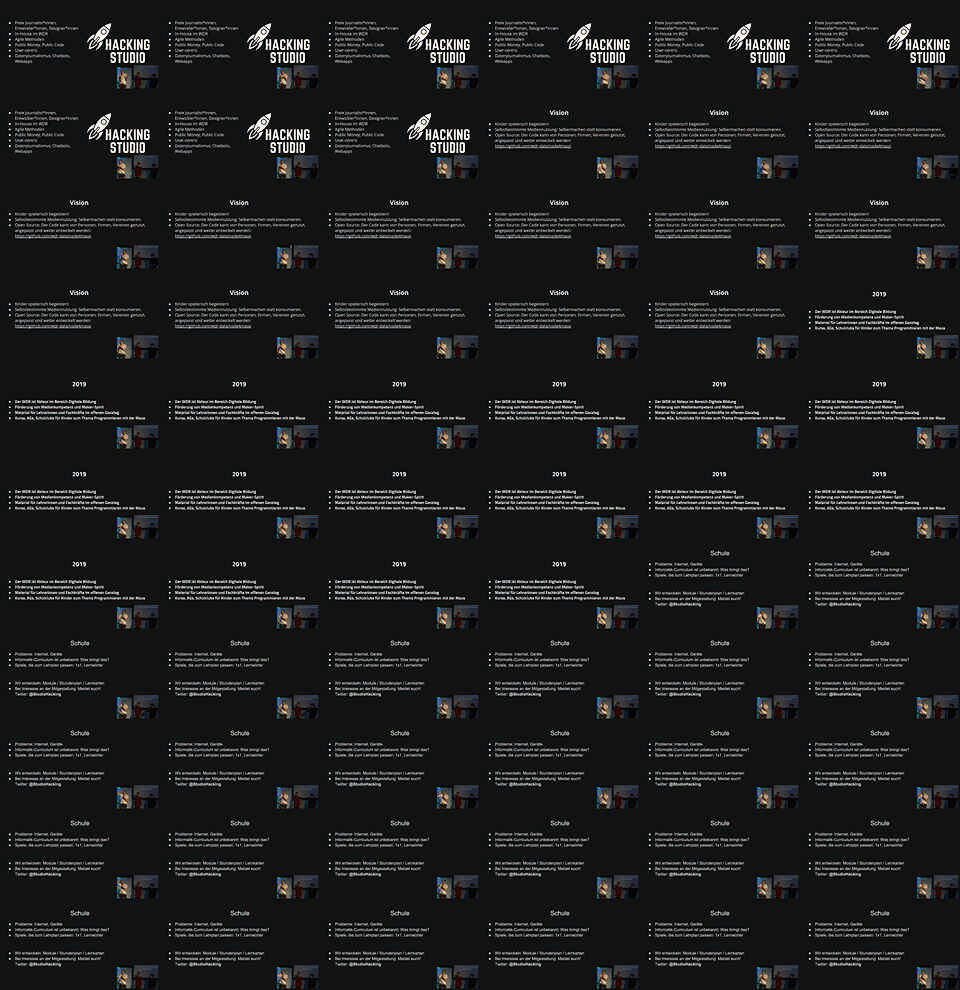 Freie Journalist*innen,
Entwickler*innen, Designer*innen
In-House im WDR
Agile Methoden
Public Money, Public Code
User-centric
Datenjournalismus, Chatbots,
Webapps
HACKING
STUDIO
Vision
Kinder spielerisch begeistern
Selbstbestimmte Mediennutzung: Selbermachen statt konsumieren.
Open Source: Der Code kann von Personen, Firmen, Vereinen genutzt,
angepasst und weiter entwickelt werden:
2019
Der WDR ist Akteur im Bereich Digitale Bildung
Förderung von Medienkompetenz und Maker-Spirit
Material für Lehrerinnen und Fachkräfte im offenen Ganztag
Kurse, AGs, Schulclubs für Kinder zum Thema Programmieren mit der Maus
Schule
Probleme: Internet, Geräte
Informatik-Curriculum ist unbekannt: Was bringt das?
Spiele, die zum Lehrplan passen: 1x1, Lernwörter
Wir entwickeln: Module / Stundenplan / Lernkarten
Bei Interesse an der Mitgestaltung: Meldet euch!
Twitter: @StudioHacking